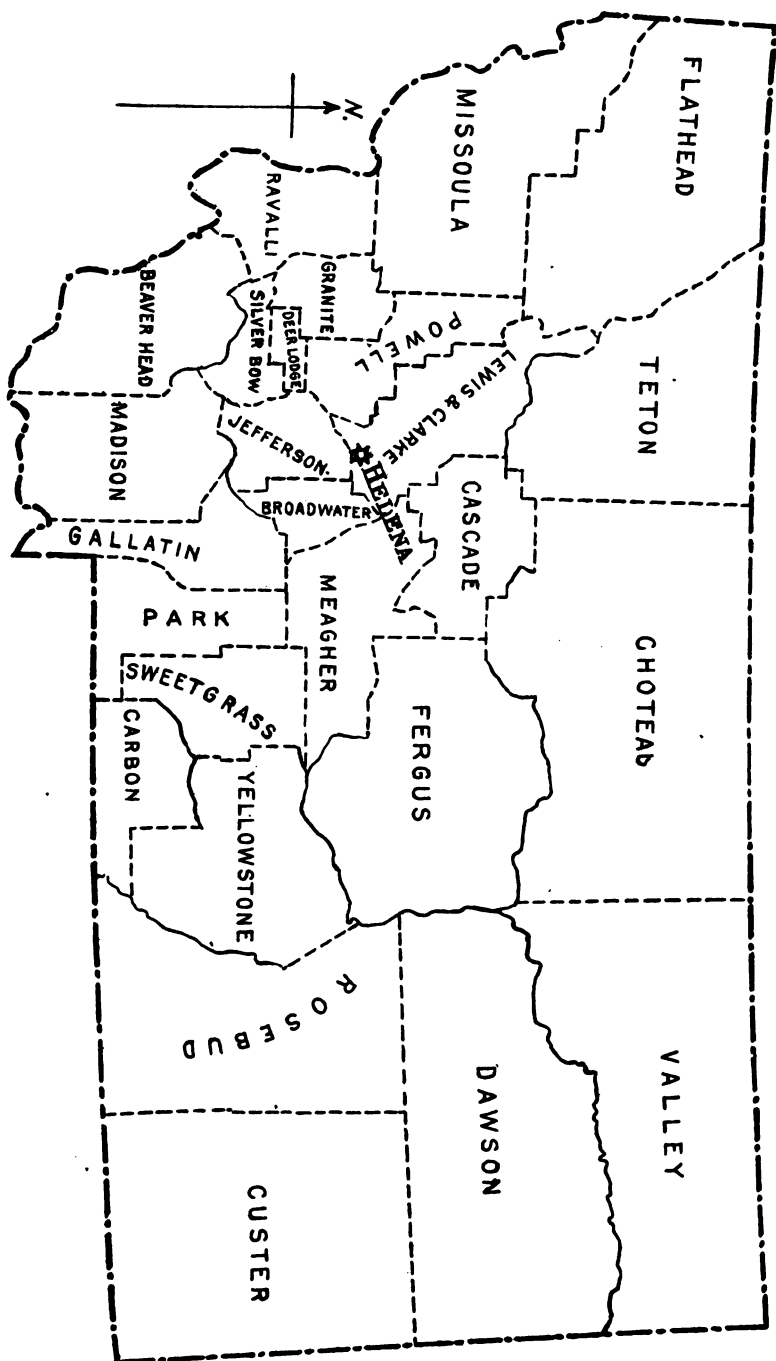 FLATHEAD
MISSOULA
TETON
CHOTEAb
VALLEY
N.
RAVALLI
GRANITE
POWELL
LEWIS & CLARKE
CASCADE
FERGUS
DAWSON
DEER LODGE
SILVER BOW
BEAVER HEAD
HELENA
JEFFERSON.
BROADWATER
MEAGHER
MADISON
GALLATIN
PARK
SWEETGRASS
YELLOWSTONE
CARBON
ROSEBUD
CUSTER